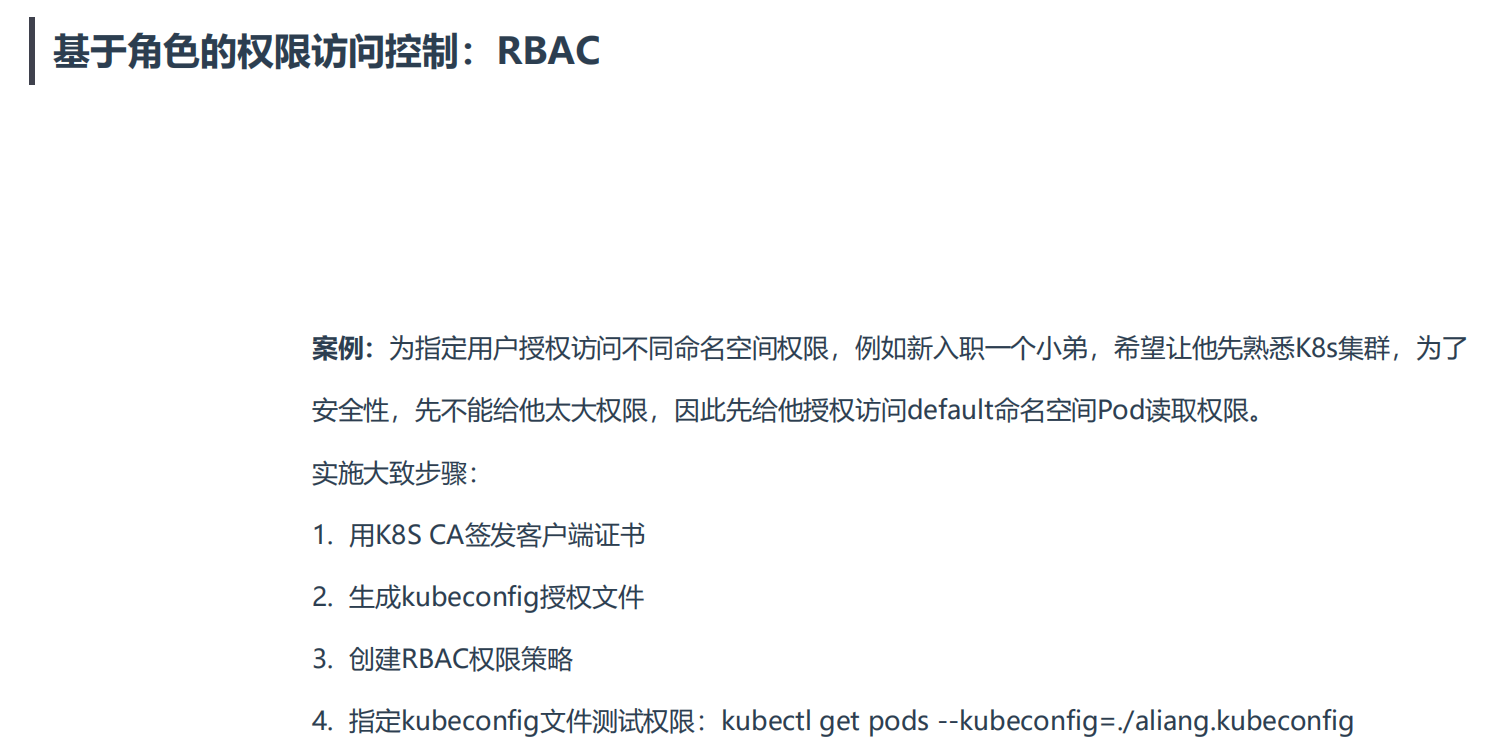 基于角色的权限访问控制：RBAC
案例：为指定用户授权访问不同命名空间权限，例如新入职一个小弟，希望让他先熟悉K8s集群，为了
安全性，先不能给他太大权限，因此先给他授权访问default命名空间Pod读取权限。
实施大致步骤：
1. 用K8S CA签发客户端证书
2. 生成kubeconfig授权文件
3. 创建RBAC权限策略
4. 指定kubeconfig文件测试权限：kubectl get pods --kubeconfig=./aliang.kubeconfig